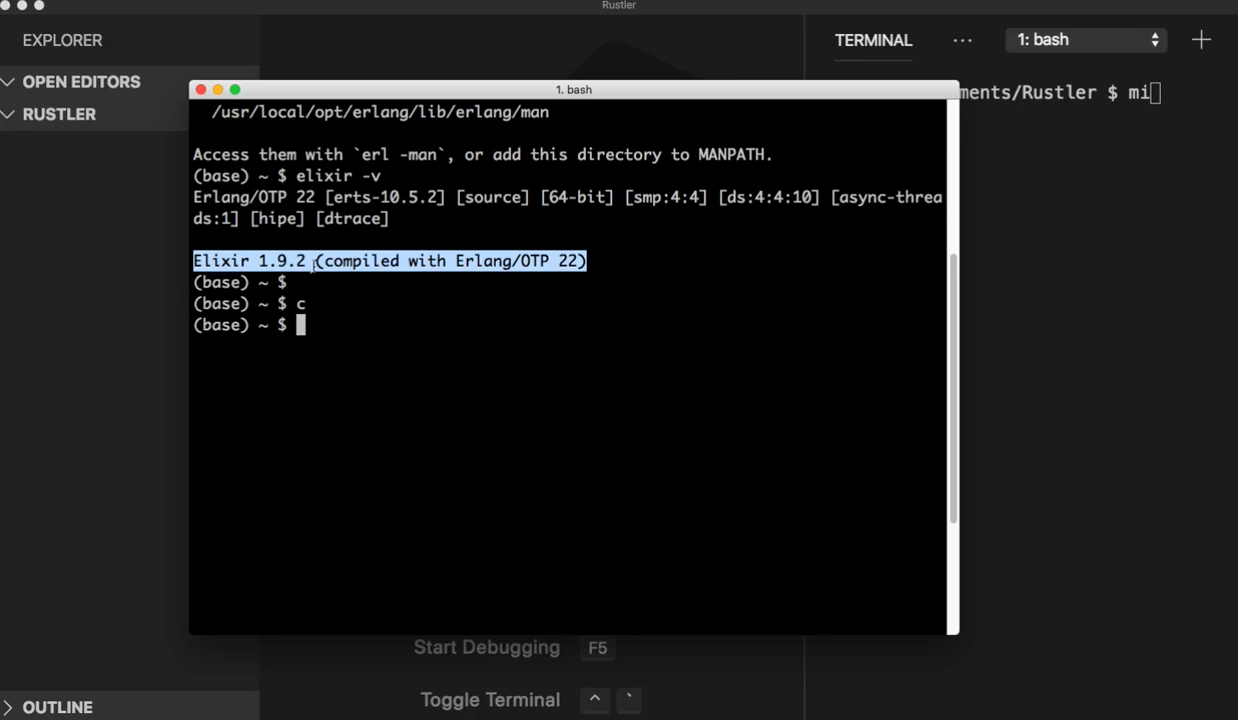 Rustler
EXPLORER
OPEN EDITORS
RUSTLER
OUTLINE
1. bash
/usr/local/opt/erlang/lib/erlang/man
Access them with `erl -man`, or add this directory to MANPATH.
(base) ~ $ elixir -v
Erlang/OTP 22 [erts-10.5.2] [source] [64-bit] [smp:4:4] [ds:4:4:10] [async-threa
ds:1] [hipe] [dtrace]
Elixir 1.9.2 (compiled with Erlang/OTP 22)
(base) ~ $
(base) ~ $ c
(base) ~ $
Start Debugging F5
Toggle Terminal ^ `
TERMINAL ··· 1: bash +
ments/Rustler $ mi